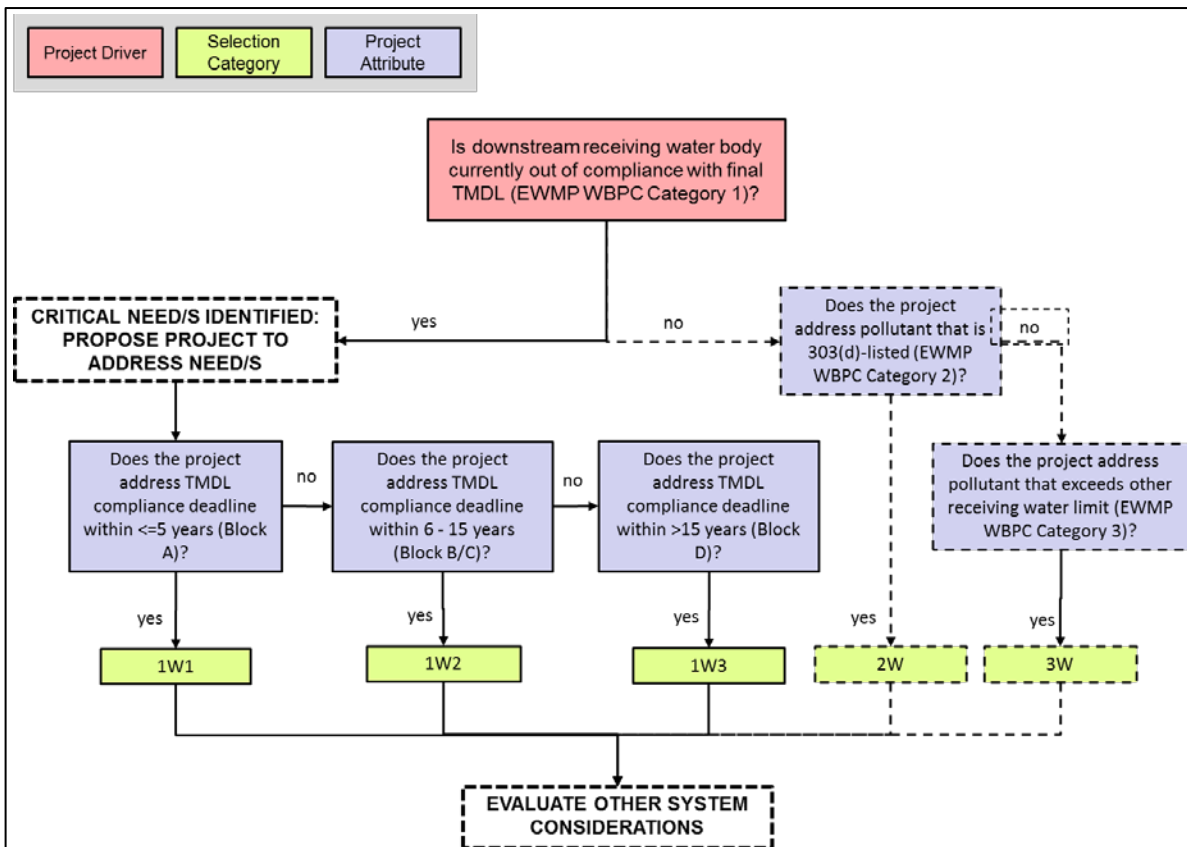 Project Driver
Selection
Category
Project
Attribute
Is downstream receiving water body
currently out of compliance with final
TMDL (EWMP WBPC Category 1)?
CRITICAL NEED/S IDENTIFIED:
PROPOSE PROJECT TO
ADDRESS NEED/S
yes
no
Does the project
address pollutant that is
303(d)-listed (EWMP
WBPC Category 2)?
no
Does the project
address TMDL
compliance deadline
within <=5 years (Block
A)?
no
Does the project
address TMDL
compliance deadline
within 6 - 15 years
(Block B/C)?
no
Does the project
address TMDL
compliance deadline
within >15 years (Block
D)?
Does the project address
pollutant that exceeds other
receiving water limit (EWMP
WBPC Category 3)?
yes
yes
yes
yes
yes
1W1
1W2
1W3
2W
3W
EVALUATE OTHER SYSTEM
CONSIDERATIONS